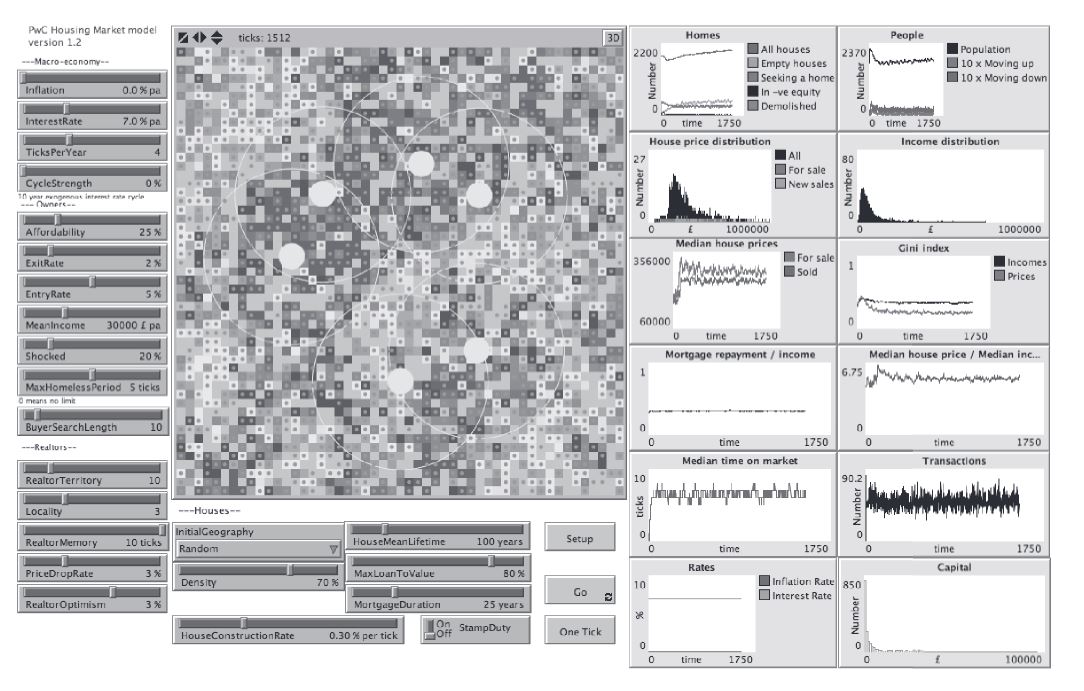 PwC Housing Market model
version 1.2
---Macro-economy---
Inflation 0.0 % pa
InterestRate 7.0 % pa
TicksPerYear 4
CycleStrength 0 %
10 year exogenous interest rate cycle
--- Owners---
Affordability 25 %
ExitRate 2 %
EntryRate 5 %
MeanIncome 30000 £ pa
Shocked 20 %
MaxHomelessPeriod 5 ticks
0 means no limit
BuyerSearchLength 10
---Realtors---
RealtorTerritory 10
Locality 3
RealtorMemory 10 ticks
PriceDropRate 3 %
RealtorOptimism 3 %
ticks: 1512
3D
---Houses---
InitialGeography
Random
Density 70 %
HouseMeanLifetime 100 years
MaxLoanToValue 80 %
MortgageDuration 25 years
HouseConstructionRate 0.30 % per tick
On
Off
StampDuty
Setup
Go
One Tick
Homes
2200
Number
0
0 time 1750
All houses
Empty houses
Seeking a home
In -ve equity
Demolished
People
2370
Number
0
0 time 1750
Population
10 x Moving up
10 x Moving down
House price distribution
27
Number
0
0 £ 1000000
All
For sale
New sales
Income distribution
80
Number
0
0 £ 1000000
Median house prices
356000
60000
0 time 1750
For sale
Sold
Gini index
1
0
0 time 1750
Incomes
Prices
Mortgage repayment / income
1
0
0 time 1750
Median house price / Median inc...
6.75
0
0 time 1750
Median time on market
10
ticks
0
0 time 1750
Transactions
90.2
Number
0
0 time 1750
Rates
10
%
0
0 time 1750
Inflation Rate
Interest Rate
Capital
850
Number
0
0 £ 100000